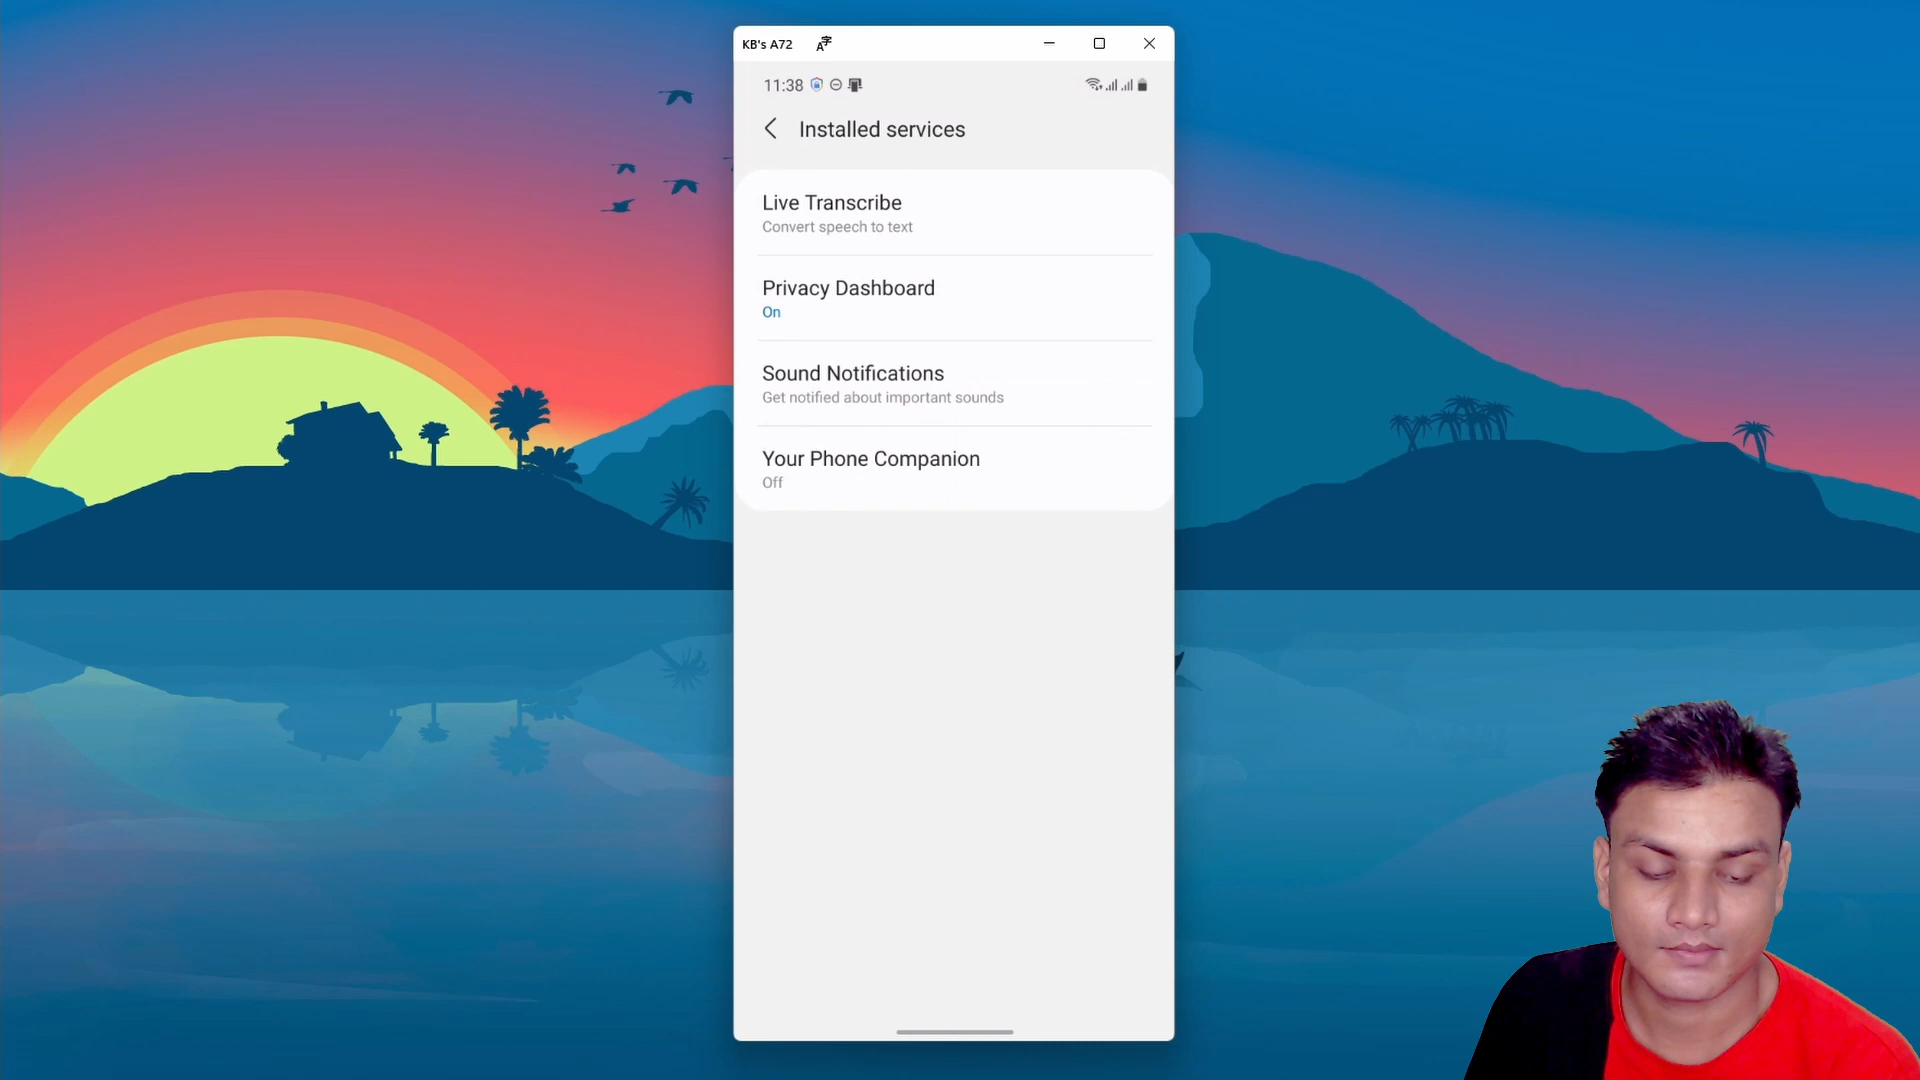 KB's A72
11:38
Installed services
Live Transcribe
Convert speech to text
Privacy Dashboard
On
Sound Notifications
Get notified about important sounds
Your Phone Companion
Off